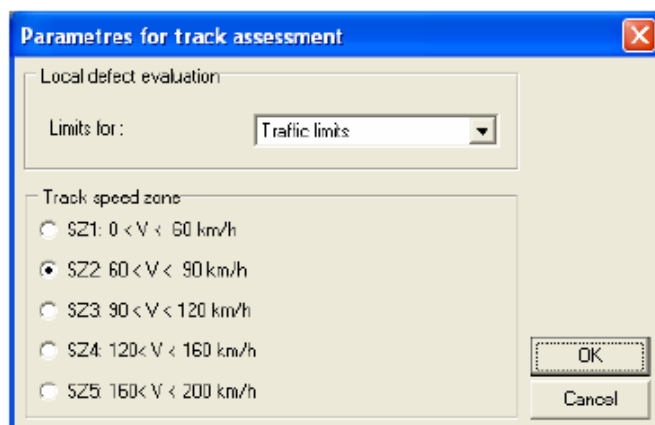 Parametres for track assessment
Local defect evaluation
Limits for :
Traffic limits
Track speed zone
SZ1: 0 < V < 60 km/h
SZ2: 60 < V < 90 km/h
SZ3: 90 < V < 120 km/h
SZ4: 120< V < 160 km/h
SZ5: 160< V < 200 km/h
OK
Cancel